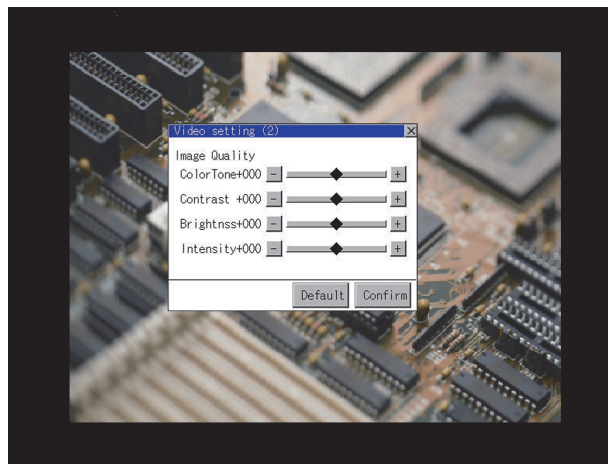 Video setting (2)
Image Quality
ColorTone+000 - +
Contrast +000 - +
Brightnss+000 - +
Intensity+000 - +
Default Confirm